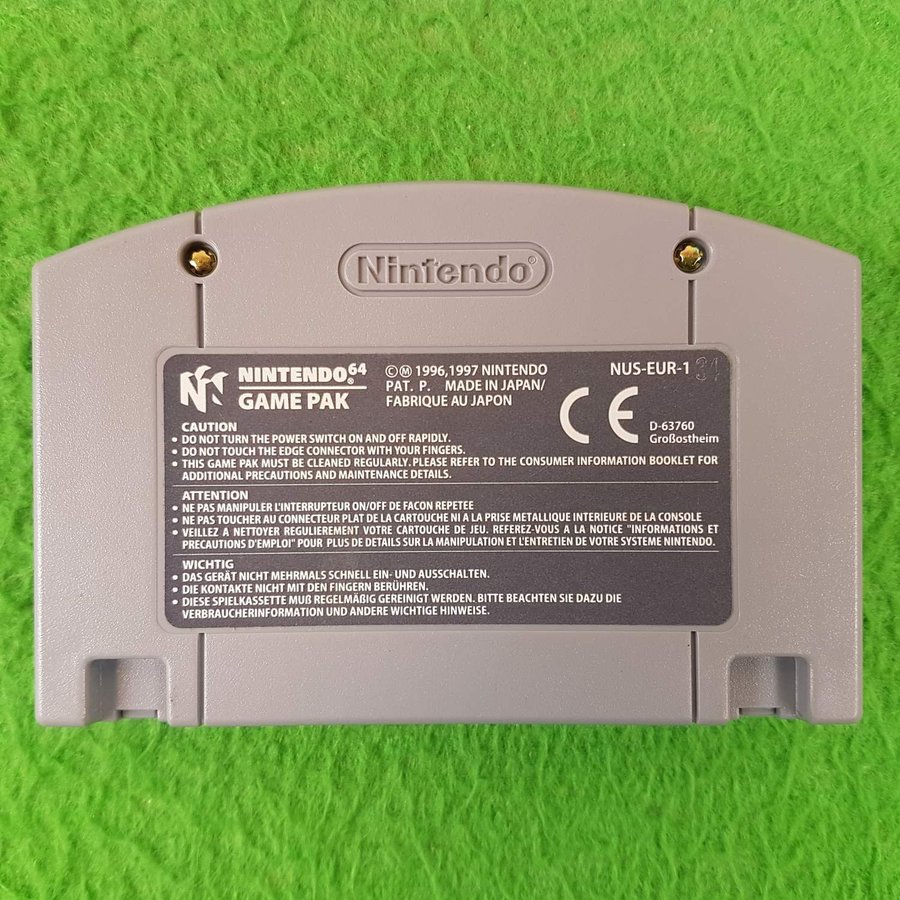 Nintendo®
NINTENDO®64
GAME PAK
©Ⓜ 1996,1997 NINTENDO
PAT. P. MADE IN JAPAN/
FABRIQUE AU JAPON
NUS-EUR-1
31
CE
D-63760
Großostheim
CAUTION
• DO NOT TURN THE POWER SWITCH ON AND OFF RAPIDLY.
• DO NOT TOUCH THE EDGE CONNECTOR WITH YOUR FINGERS.
• THIS GAME PAK MUST BE CLEANED REGULARLY. PLEASE REFER TO THE CONSUMER INFORMATION BOOKLET FOR
ADDITIONAL PRECAUTIONS AND MAINTENANCE DETAILS.
ATTENTION
• NE PAS MANIPULER L'INTERRUPTEUR ON/OFF DE FACON REPETEE
• NE PAS TOUCHER AU CONNECTEUR PLAT DE LA CARTOUCHE NI A LA PRISE METALLIQUE INTERIEURE DE LA CONSOLE
• VEILLEZ A NETTOYER REGULIEREMENT VOTRE CARTOUCHE DE JEU. REFEREZ-VOUS A LA NOTICE "INFORMATIONS ET
PRECAUTIONS D'EMPLOI" POUR PLUS DE DETAILS SUR LA MANIPULATION ET L'ENTRETIEN DE VOTRE SYSTEME NINTENDO.
WICHTIG
• DAS GERÄT NICHT MEHRMALS SCHNELL EIN- UND AUSSCHALTEN.
• DIE KONTAKTE NICHT MIT DEN FINGERN BERÜHREN.
• DIESE SPIELKASSETTE MUß REGELMÄßIG GEREINIGT WERDEN. BITTE BEACHTEN SIE DAZU DIE
VERBRAUCHERINFORMATION UND ANDERE WICHTIGE HINWEISE.